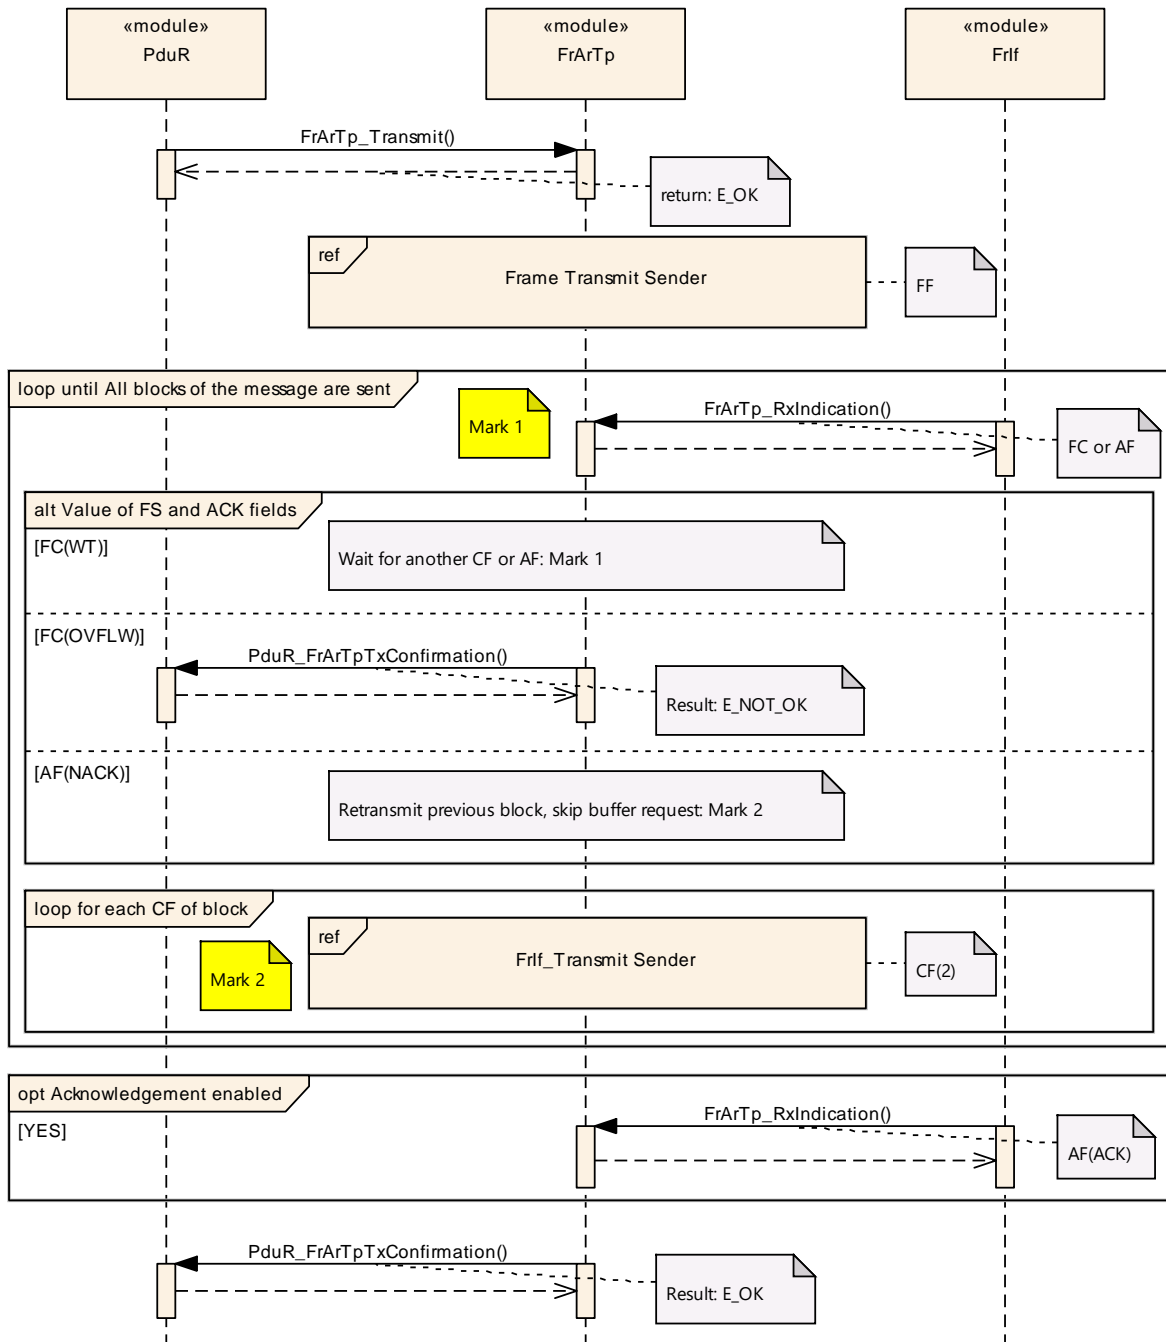 «module»
PduR
«module»
FrArTp
«module»
FrIf
FrArTp_Transmit()
return: E_OK
ref
Frame Transmit Sender
FF
loop until All blocks of the message are sent
Mark 1
FrArTp_RxIndication()
FC or AF
alt Value of FS and ACK fields
[FC(WT)]
Wait for another CF or AF: Mark 1
[FC(OVFLW)]
PduR_FrArTpTxConfirmation()
Result: E_NOT_OK
[AF(NACK)]
Retransmit previous block, skip buffer request: Mark 2
loop for each CF of block
ref
FrIf_Transmit Sender
CF(2)
Mark 2
opt Acknowledgement enabled
[YES]
FrArTp_RxIndication()
AF(ACK)
PduR_FrArTpTxConfirmation()
Result: E_OK